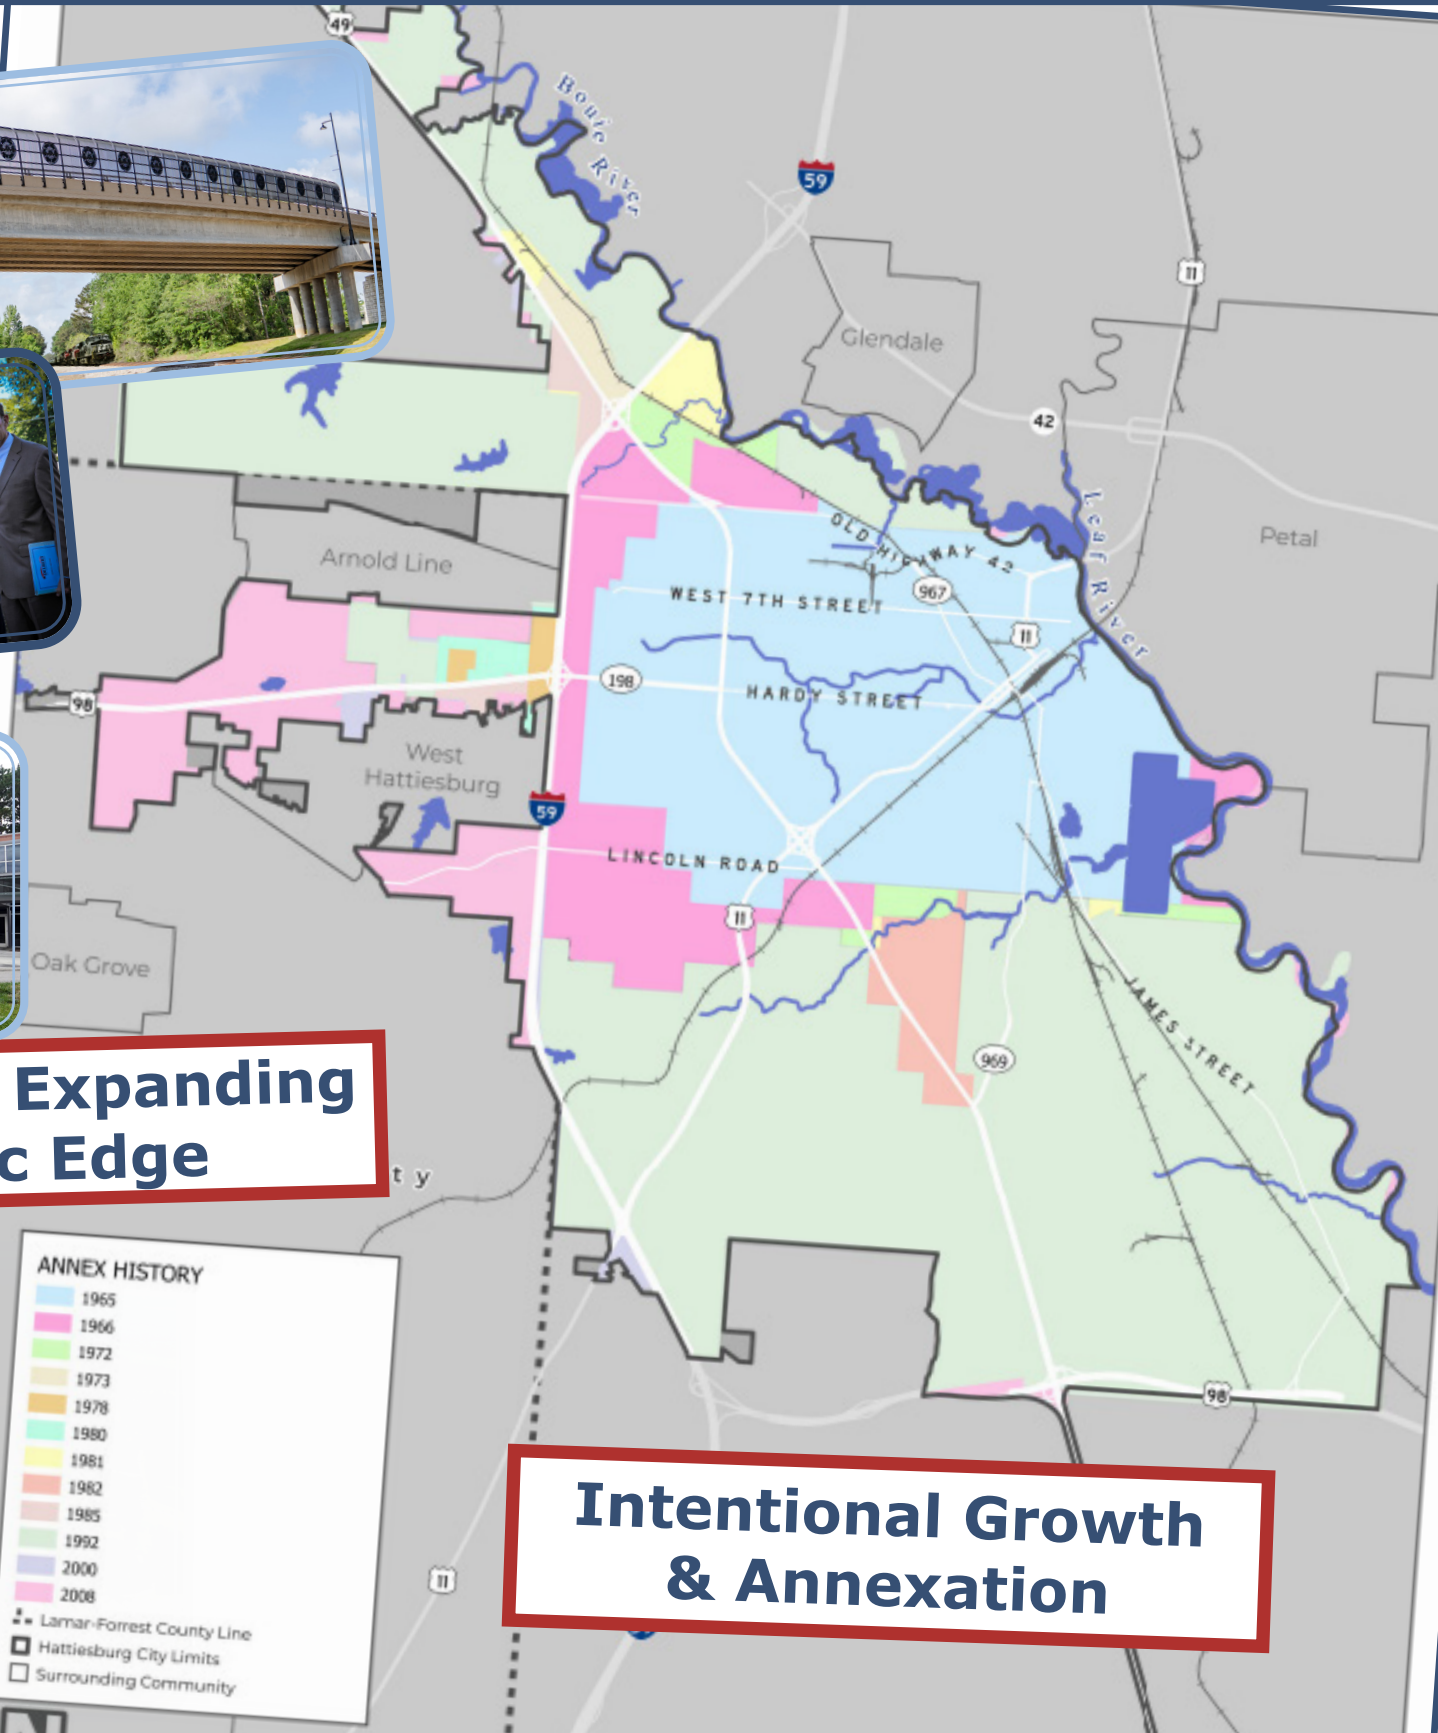 49
Bouie River
59
11
Glendale
42
Leaf River
Petal
OLD HIGHWAY 42
Arnold Line
WEST 7TH STREET
967
11
198
HARDY STREET
98
West
Hattiesburg
59
LINCOLN ROAD
11
Oak Grove
JAMES STREET
969
Expanding
c Edge
ty
ANNEX HISTORY
1965
1966
1972
1973
1978
1980
1981
1982
1985
1992
2000
2008
Lamar-Forrest County Line
Hattiesburg City Limits
Surrounding Community
98
Intentional Growth
& Annexation
11